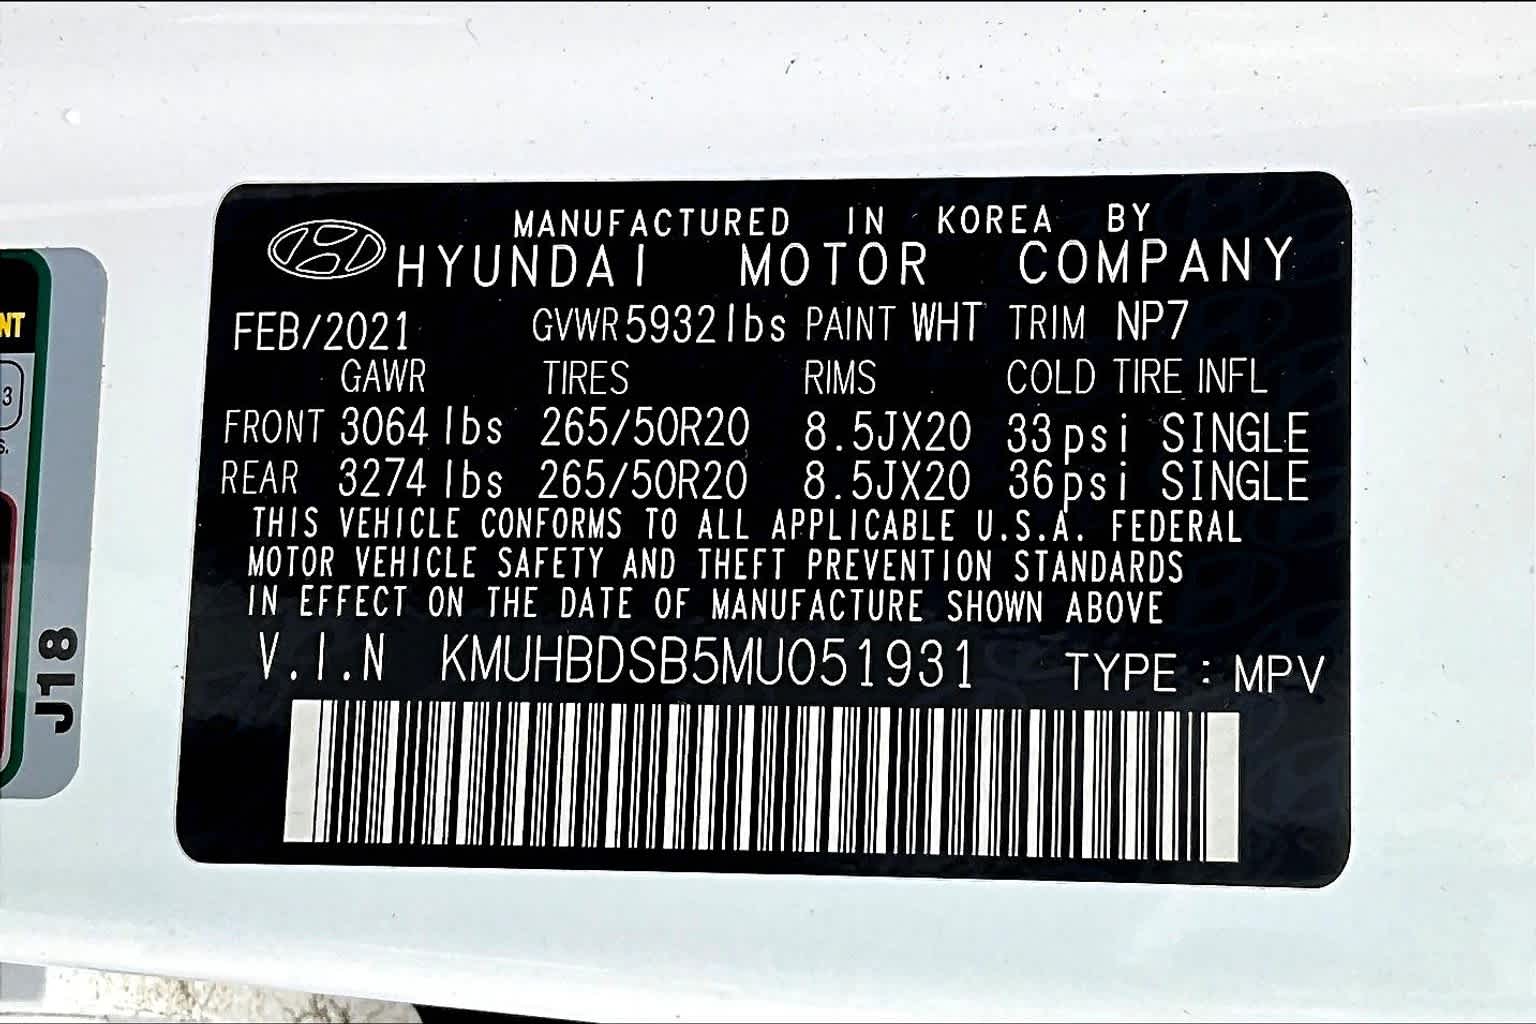 MANUFACTURED IN KOREA BY
HYUNDAI MOTOR COMPANY
FEB/2021 GVWR 5932lbs PAINT WHT TRIM NP7
GAWR TIRES RIMS COLD TIRE INFL
FRONT 3064 lbs 265/50R20 8.5JX20 33psi SINGLE
REAR 3274 lbs 265/50R20 8.5JX20 36psi SINGLE
THIS VEHICLE CONFORMS TO ALL APPLICABLE U.S.A. FEDERAL
MOTOR VEHICLE SAFETY AND THEFT PREVENTION STANDARDS
IN EFFECT ON THE DATE OF MANUFACTURE SHOWN ABOVE
V.I.N KMUHBDSB5MU051931 TYPE : MPV
J18
NT
3